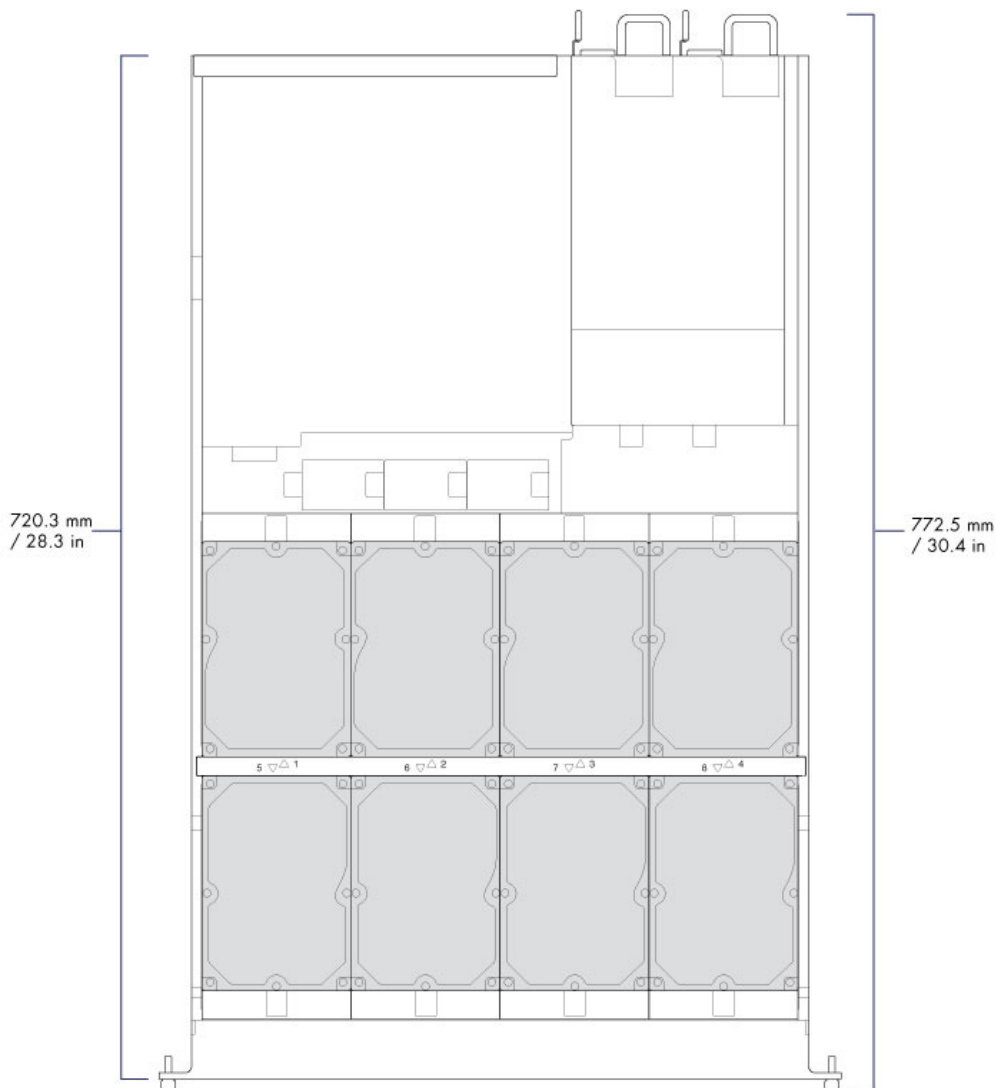 720.3 mm
/ 28.3 in
772.5 mm
/ 30.4 in
5 ▽△ 1
6 ▽△ 2
7 ▽△ 3
8 ▽△ 4